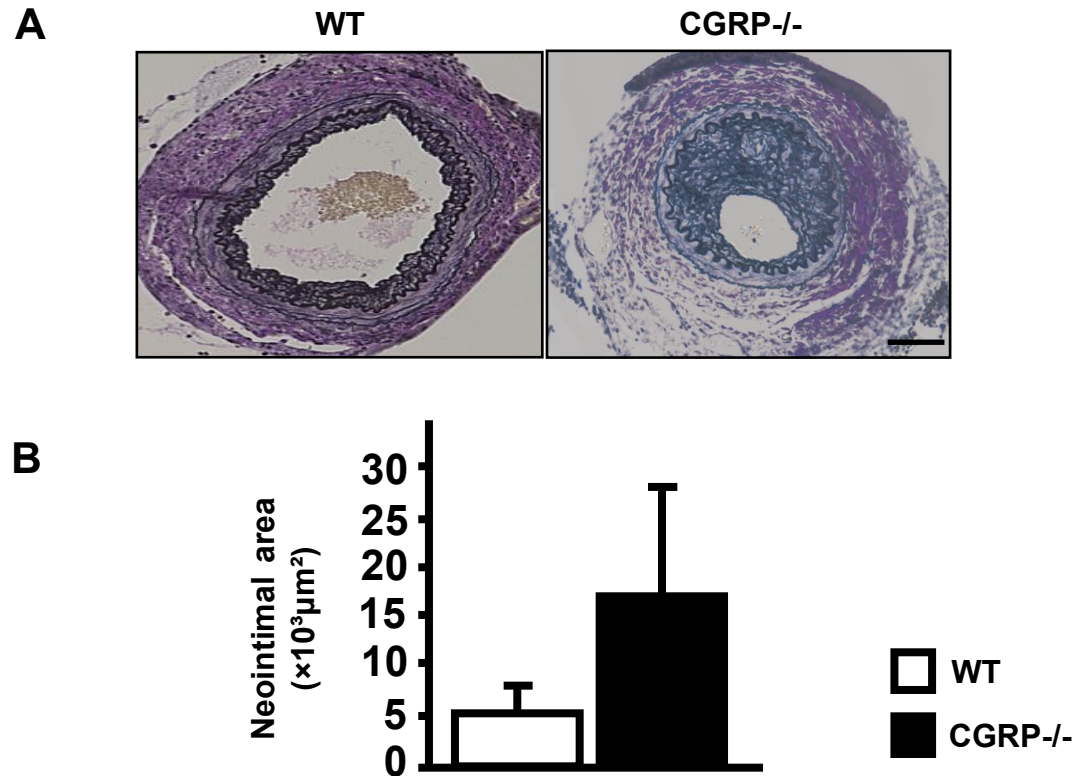 A
WT
CGRP-/-
B
Neointimal area
(×10³µm²)
30
25
20
15
10
5
0
WT
CGRP-/-